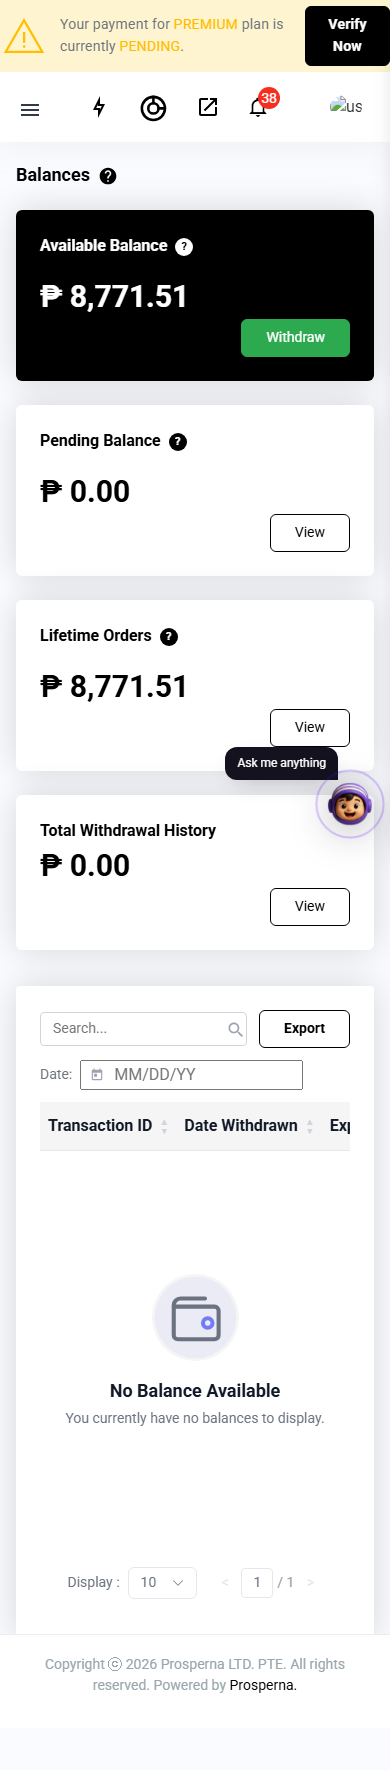 Your payment for PREMIUM plan is
currently PENDING.
Verify
Now
38
us
Balances
Available Balance
₱ 8,771.51
Withdraw
Pending Balance
₱ 0.00
View
Lifetime Orders
₱ 8,771.51
View
Ask me anything
Total Withdrawal History
₱ 0.00
View
Search...
Export
Date: MM/DD/YY
Transaction ID Date Withdrawn Exp
No Balance Available
You currently have no balances to display.
Display : 10 < 1 / 1 >
Copyright © 2026 Prosperna LTD. PTE. All rights
reserved. Powered by Prosperna.